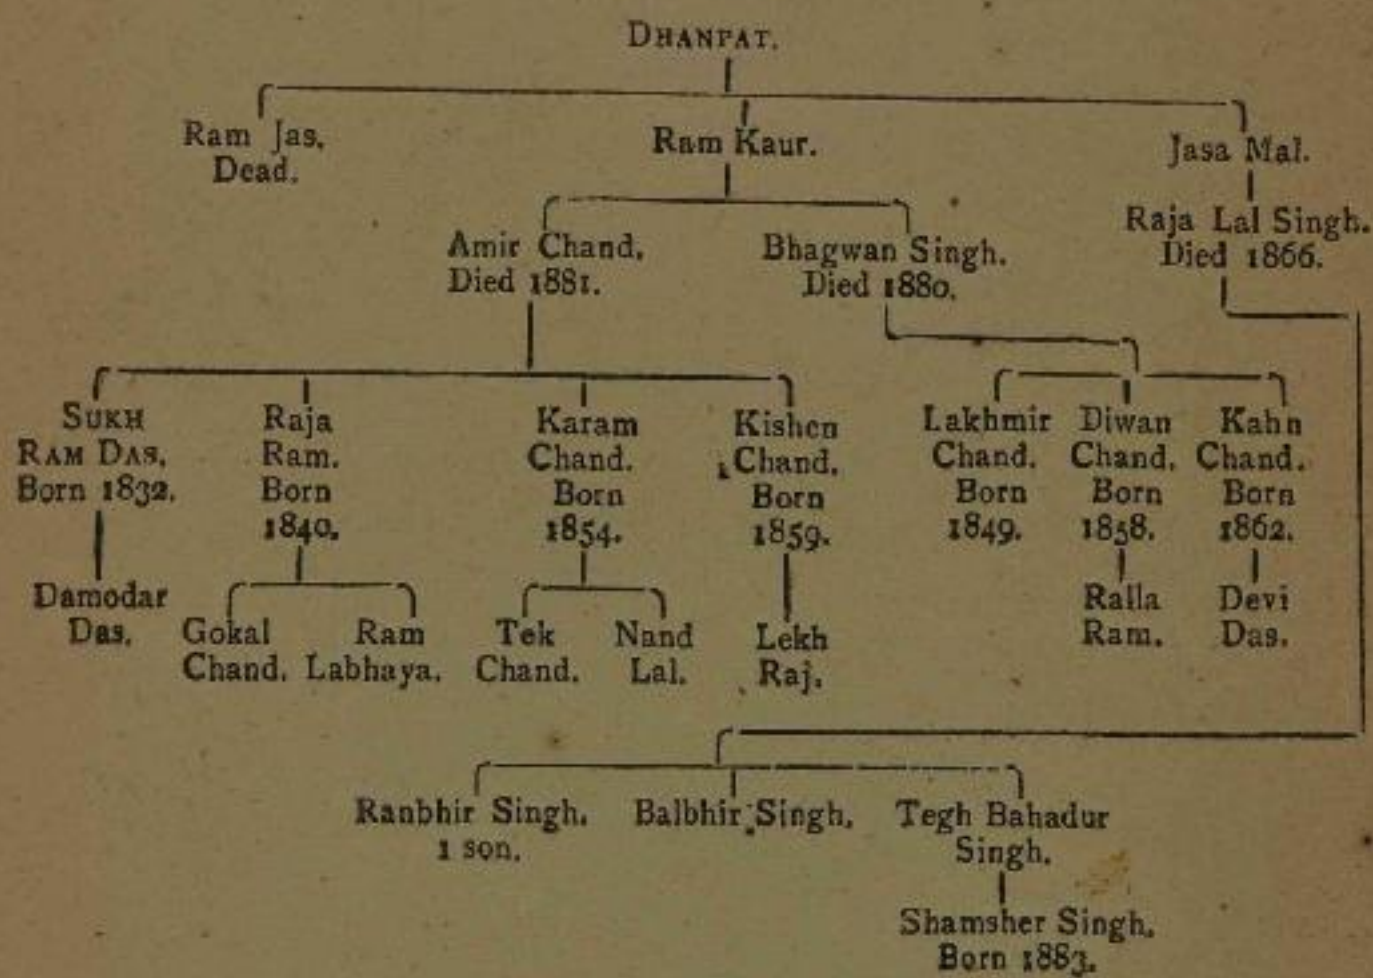 DHANPAT.
Ram Jas.
Dead.
Ram Kaur.
Jasa Mal.
Amir Chand.
Died 1881.
Bhagwan Singh.
Died 1880.
Raja Lal Singh.
Died 1866.
SUKH
RAM DAS.
Born 1832.
Raja
Ram.
Born
1840.
Karam
Chand.
Born
1854.
Kishen
Chand.
Born
1859.
Lakhmir
Chand.
Born
1849.
Diwan
Chand.
Born
1858.
Kahn
Chand.
Born
1862.
Damodar
Das.
Gokal
Chand.
Ram
Labhaya.
Tek
Chand.
Nand
Lal.
Lekh
Raj.
Ralla
Ram.
Devi
Das.
Ranbhir Singh.
1 son.
Balbhir Singh.
Tegh Bahadur
Singh.
Shamsher Singh.
Born 1883.